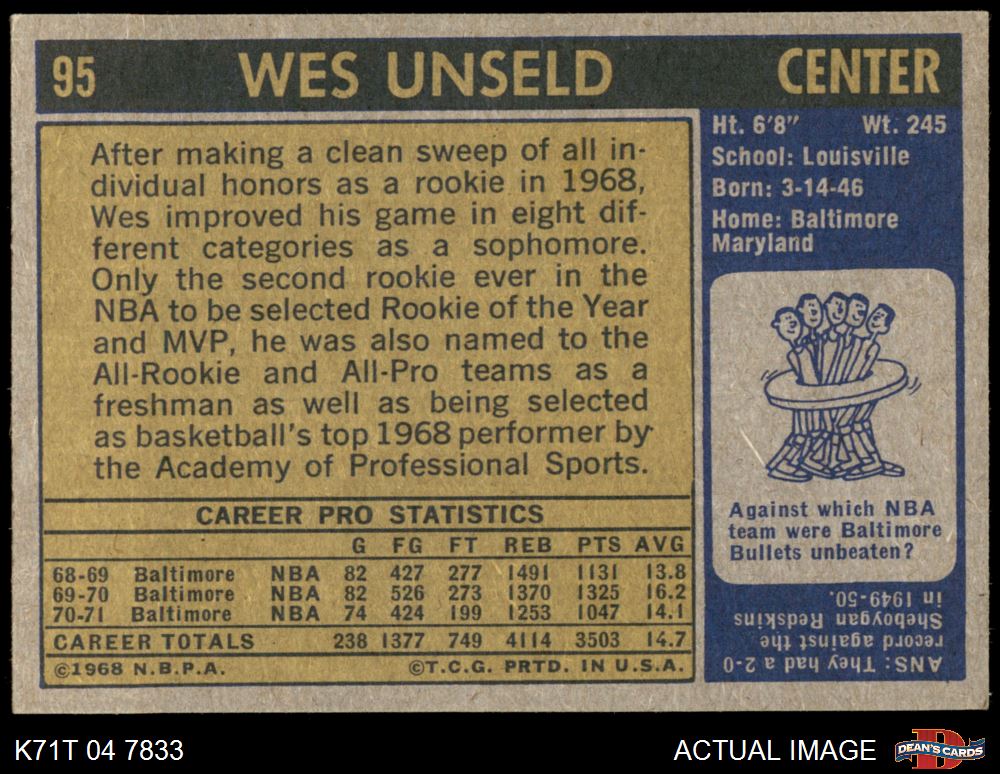 95 WES UNSELD CENTER
After making a clean sweep of all in-
dividual honors as a rookie in 1968,
Wes improved his game in eight dif-
ferent categories as a sophomore.
Only the second rookie ever in the
NBA to be selected Rookie of the Year
and MVP, he was also named to the
All-Rookie and All-Pro teams as a
freshman as well as being selected
as basketball's top 1968 performer by
the Academy of Professional Sports.
CAREER PRO STATISTICS
G FG FT REB PTS AVG
68-69 Baltimore NBA 82 427 277 1491 1131 13.8
69-70 Baltimore NBA 82 526 273 1370 1325 16.2
70-71 Baltimore NBA 74 424 199 1253 1047 14.1
CAREER TOTALS 238 1377 749 4114 3503 14.7
©1968 N.B.P.A. ©T.C.G. PRTD. IN U.S.A.
Ht. 6'8" Wt. 245
School: Louisville
Born: 3-14-46
Home: Baltimore
Maryland
Against which NBA
team were Baltimore
Bullets unbeaten?
ANS: They had a 2-0
record against the
Sheboygan Redskins
in 1949-50.
K71T 04 7833
ACTUAL IMAGE
DEAN'S CARDS